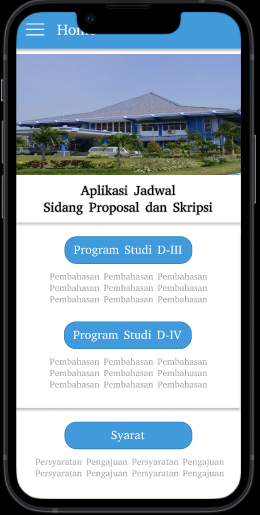 Home
Aplikasi Jadwal
Sidang Proposal dan Skripsi
Program Studi D-III
Pembahasan Pembahasan Pembahasan
Pembahasan Pembahasan Pembahasan
Pembahasan Pembahasan Pembahasan
Program Studi D-IV
Pembahasan Pembahasan Pembahasan
Pembahasan Pembahasan Pembahasan
Pembahasan Pembahasan Pembahasan
Syarat
Persyaratan Pengajuan Persyaratan Pengajuan
Persyaratan Pengajuan Persyaratan Pengajuan